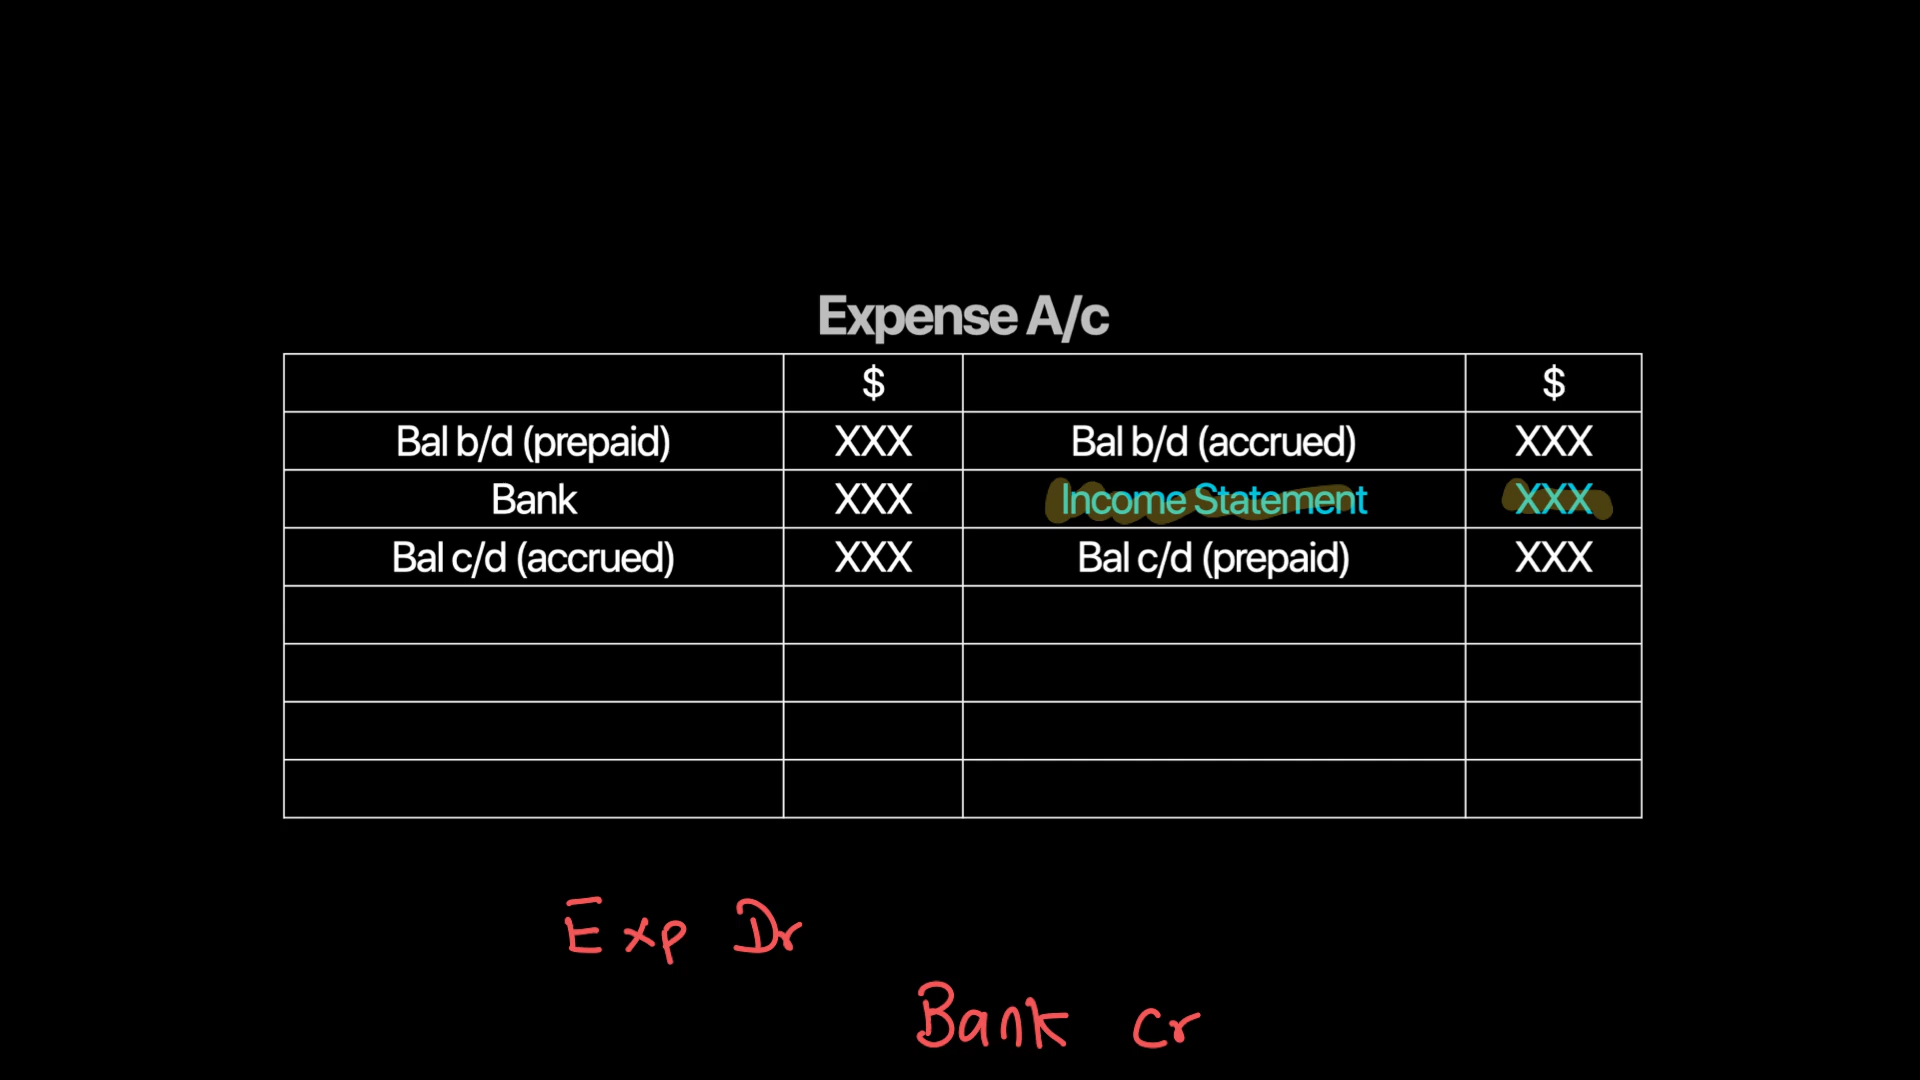 Expense A/c
$ $
Bal b/d (prepaid) XXX Bal b/d (accrued) XXX
Bank XXX Income Statement XXX
Bal c/d (accrued) XXX Bal c/d (prepaid) XXX
Exp Dr
Bank cr